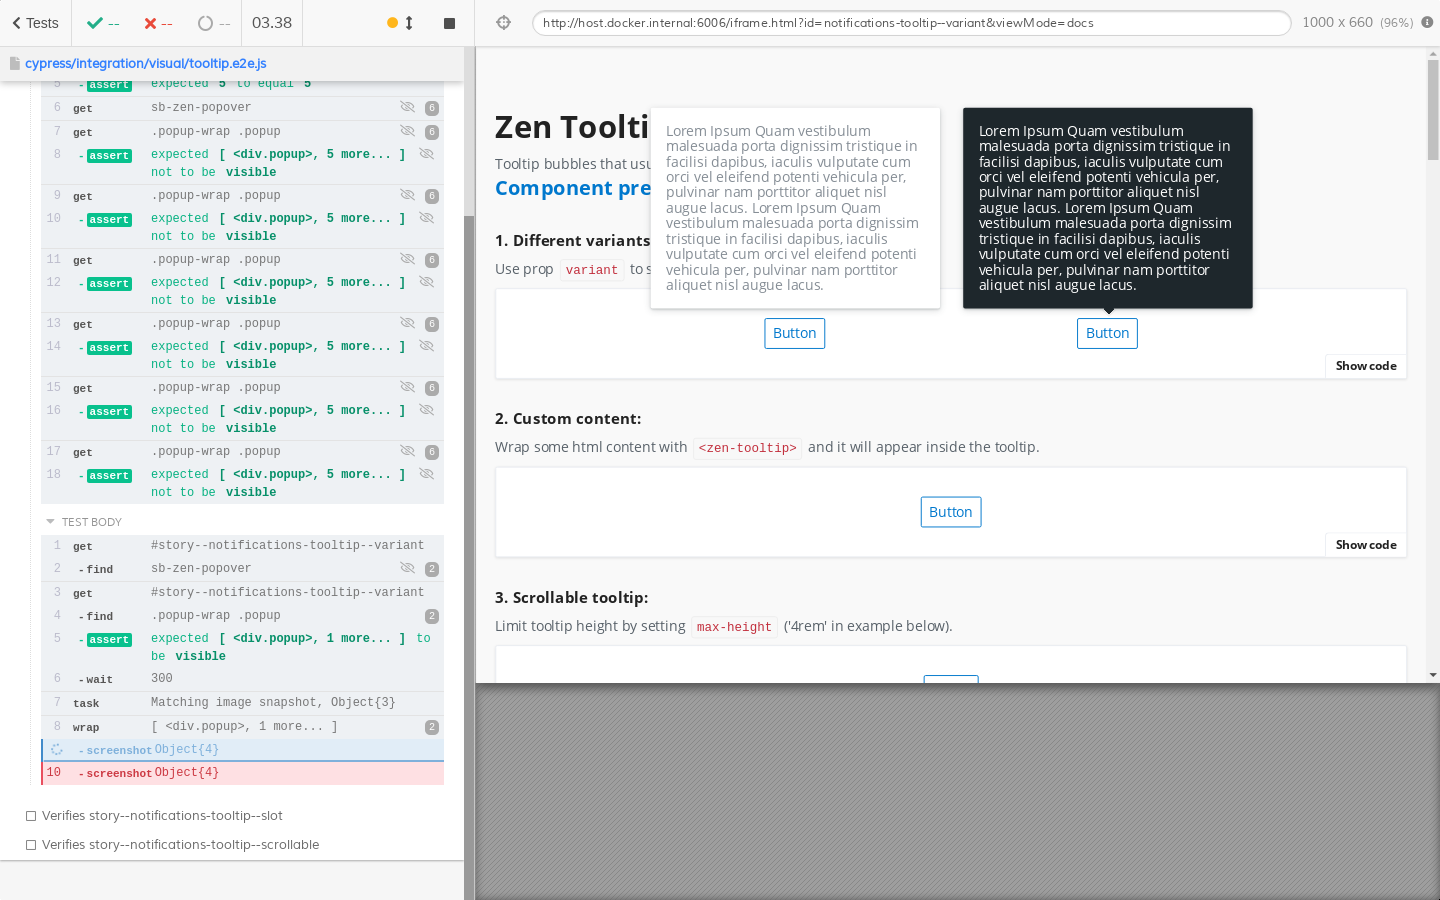 Tests
--
--
--
03.38
http://host.docker.internal:6006/iframe.html?id=notifications-tooltip--variant&viewMode=docs
1000 x 660 (96%)
cypress/integration/visual/tooltip.e2e.js
5 -assert expected 5 to equal 5
6 get sb-zen-popover 6
7 get .popup-wrap .popup 6
8 -assert expected [ <div.popup>, 5 more... ]
not to be visible
9 get .popup-wrap .popup 6
10 -assert expected [ <div.popup>, 5 more... ]
not to be visible
11 get .popup-wrap .popup 6
12 -assert expected [ <div.popup>, 5 more... ]
not to be visible
13 get .popup-wrap .popup 6
14 -assert expected [ <div.popup>, 5 more... ]
not to be visible
15 get .popup-wrap .popup 6
16 -assert expected [ <div.popup>, 5 more... ]
not to be visible
17 get .popup-wrap .popup 6
18 -assert expected [ <div.popup>, 5 more... ]
not to be visible
TEST BODY
1 get #story--notifications-tooltip--variant
2 -find sb-zen-popover 2
3 get #story--notifications-tooltip--variant
4 -find .popup-wrap .popup 2
5 -assert expected [ <div.popup>, 1 more... ] to
be visible
6 -wait 300
7 task Matching image snapshot, Object{3}
8 wrap [ <div.popup>, 1 more... ] 2
-screenshot Object{4}
10 -screenshot Object{4}
Verifies story--notifications-tooltip--slot
Verifies story--notifications-tooltip--scrollable
Zen Toolti
Tooltip bubbles that usu
Component pre
1. Different variants
Use prop variant to s
Lorem Ipsum Quam vestibulum
malesuada porta dignissim tristique in
facilisi dapibus, iaculis vulputate cum
orci vel eleifend potenti vehicula per,
pulvinar nam porttitor aliquet nisl
augue lacus. Lorem Ipsum Quam
vestibulum malesuada porta dignissim
tristique in facilisi dapibus, iaculis
vulputate cum orci vel eleifend potenti
vehicula per, pulvinar nam porttitor
aliquet nisl augue lacus.
Lorem Ipsum Quam vestibulum
malesuada porta dignissim tristique in
facilisi dapibus, iaculis vulputate cum
orci vel eleifend potenti vehicula per,
pulvinar nam porttitor aliquet nisl
augue lacus. Lorem Ipsum Quam
vestibulum malesuada porta dignissim
tristique in facilisi dapibus, iaculis
vulputate cum orci vel eleifend potenti
vehicula per, pulvinar nam porttitor
aliquet nisl augue lacus.
Button
Button
Show code
2. Custom content:
Wrap some html content with <zen-tooltip> and it will appear inside the tooltip.
Button
Show code
3. Scrollable tooltip:
Limit tooltip height by setting max-height ('4rem' in example below).